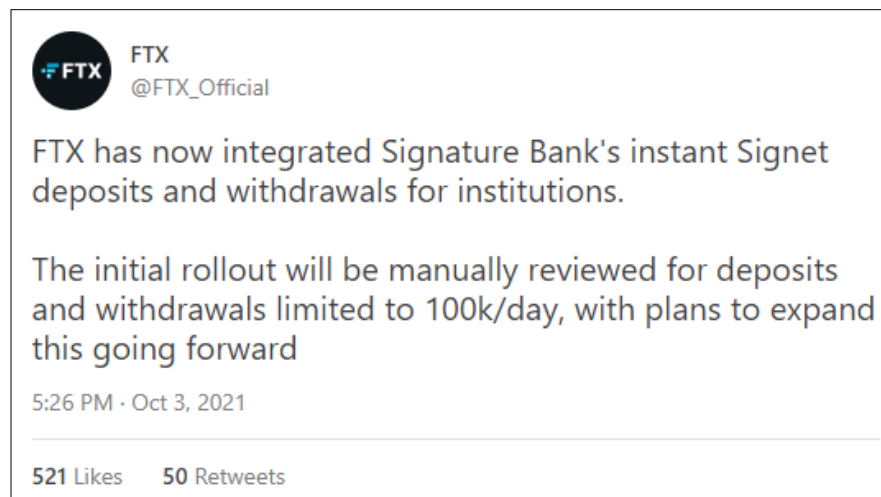 FTX
FTX
@FTX_Official
FTX has now integrated Signature Bank's instant Signet
deposits and withdrawals for institutions.
The initial rollout will be manually reviewed for deposits
and withdrawals limited to 100k/day, with plans to expand
this going forward
5:26 PM · Oct 3, 2021
521 Likes 50 Retweets